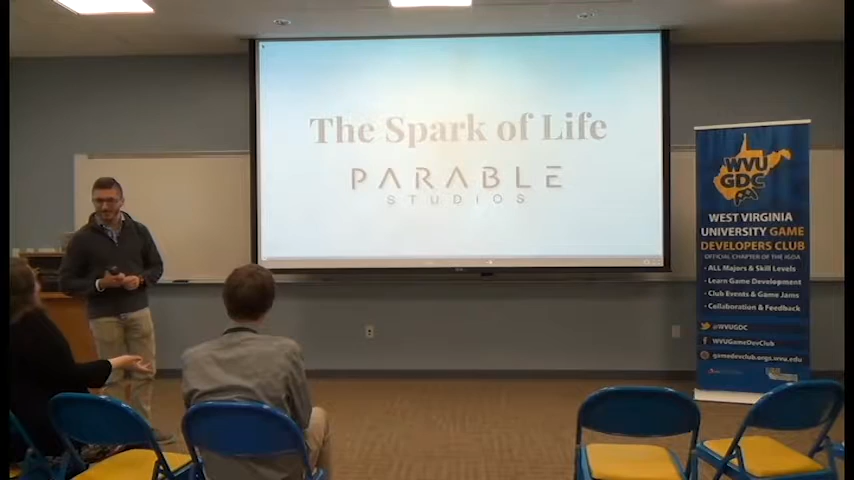 The Spark of Life
PARABLE
STUDIOS
WVU
GDC
WEST VIRGINIA
UNIVERSITY GAME
DEVELOPERS CLUB
OFFICIAL CHAPTER OF THE IGDA
· ALL Majors & Skill Levels
· Learn Game Development
· Club Events & Game Jams
· Collaboration & Feedback
@WVUGDC
WVUGameDevClub
gamedevclub.orgs.wvu.edu